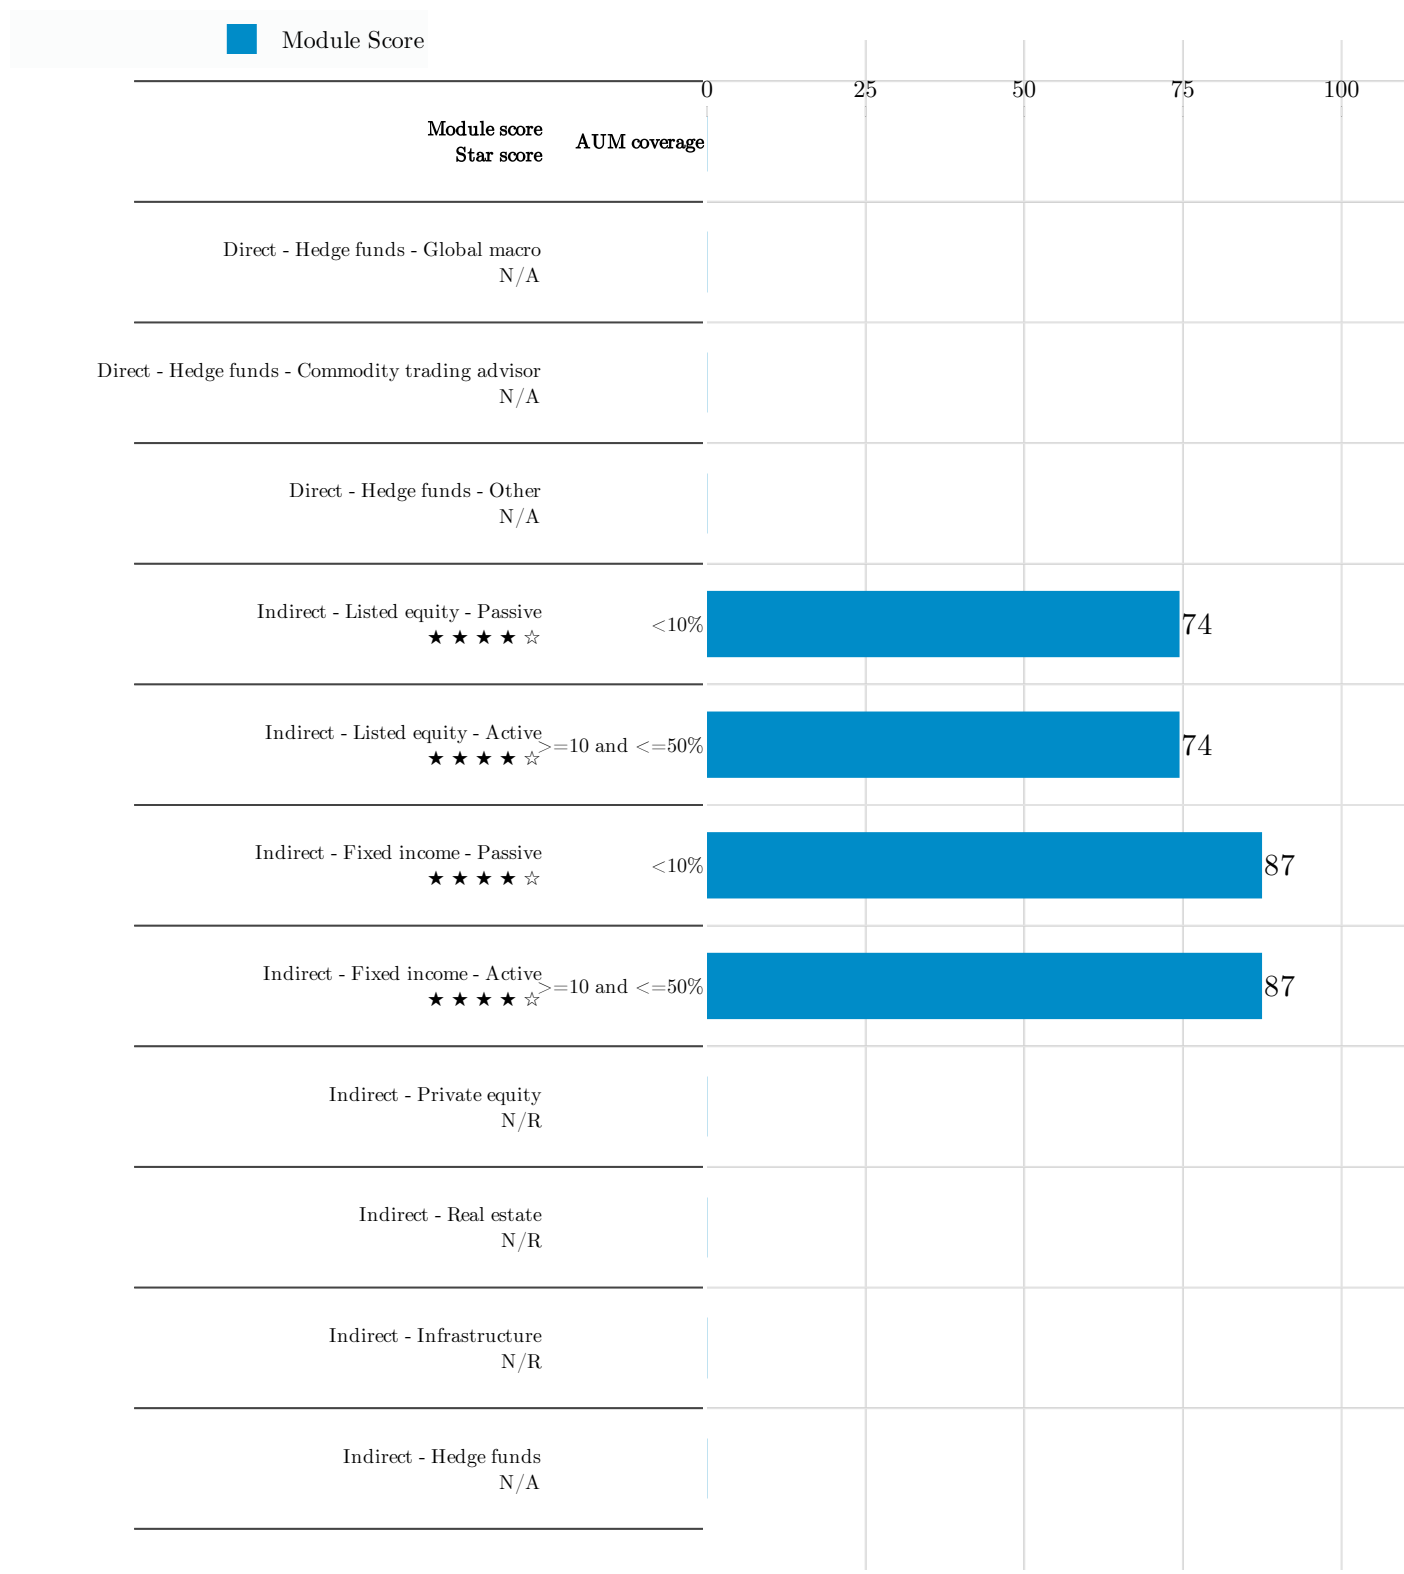 Module Score
0 25 50 75 100
Module score
Star score
AUM coverage
Direct - Hedge funds - Global macro
N/A
Direct - Hedge funds - Commodity trading advisor
N/A
Direct - Hedge funds - Other
N/A
Indirect - Listed equity - Passive
★ ★ ★ ★ ☆
<10%
74
Indirect - Listed equity - Active
★ ★ ★ ★ ☆
>=10 and <=50%
74
Indirect - Fixed income - Passive
★ ★ ★ ★ ☆
<10%
87
Indirect - Fixed income - Active
★ ★ ★ ★ ☆
>=10 and <=50%
87
Indirect - Private equity
N/R
Indirect - Real estate
N/R
Indirect - Infrastructure
N/R
Indirect - Hedge funds
N/A